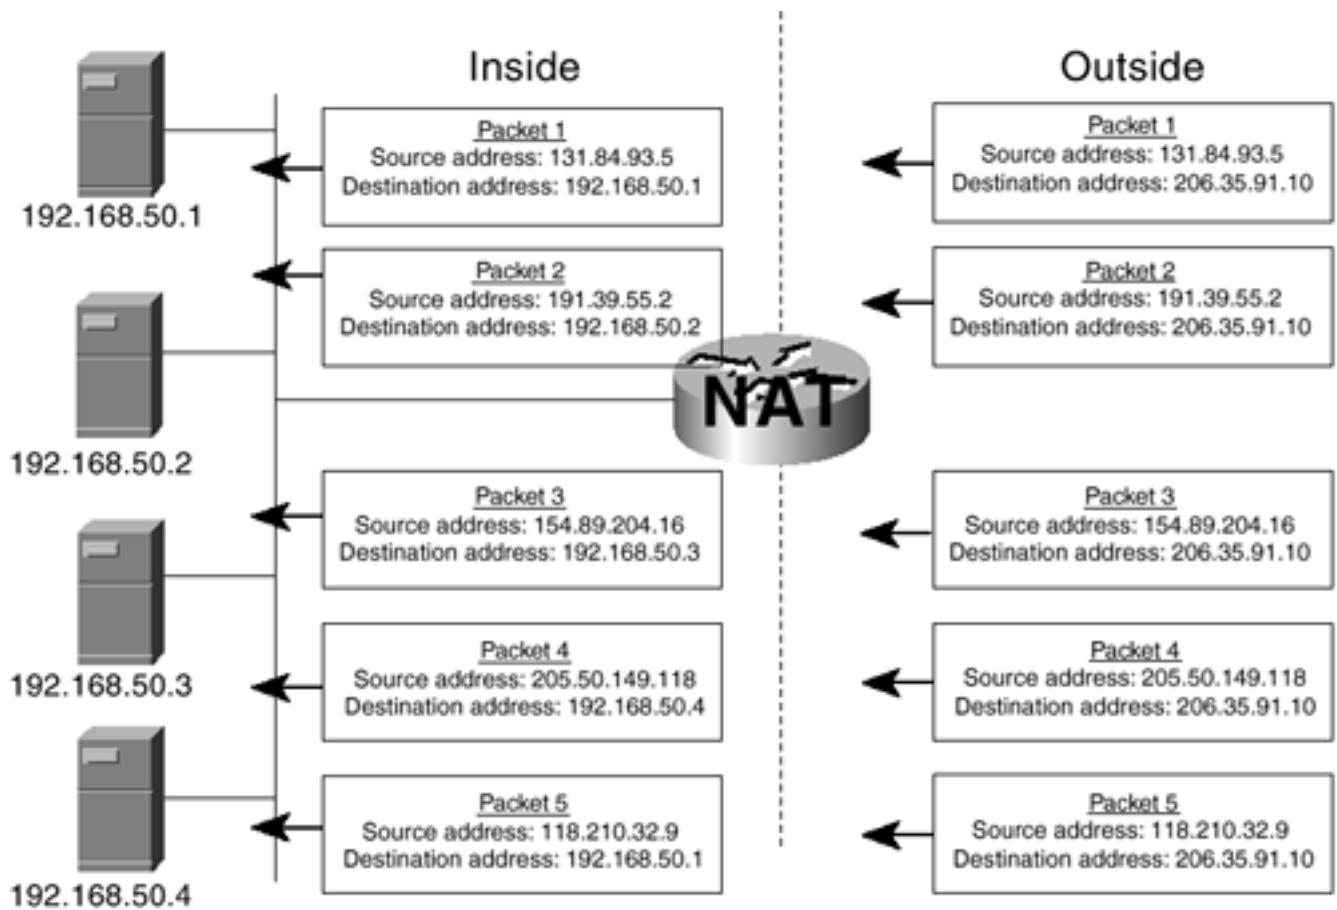 Inside
Outside
Packet 1
Source address: 131.84.93.5
Destination address: 192.168.50.1
Packet 1
Source address: 131.84.93.5
Destination address: 206.35.91.10
192.168.50.1
Packet 2
Source address: 191.39.55.2
Destination address: 192.168.50.2
Packet 2
Source address: 191.39.55.2
Destination address: 206.35.91.10
NAT
192.168.50.2
Packet 3
Source address: 154.89.204.16
Destination address: 192.168.50.3
Packet 3
Source address: 154.89.204.16
Destination address: 206.35.91.10
192.168.50.3
Packet 4
Source address: 205.50.149.118
Destination address: 192.168.50.4
Packet 4
Source address: 205.50.149.118
Destination address: 206.35.91.10
Packet 5
Source address: 118.210.32.9
Destination address: 192.168.50.1
Packet 5
Source address: 118.210.32.9
Destination address: 206.35.91.10
192.168.50.4